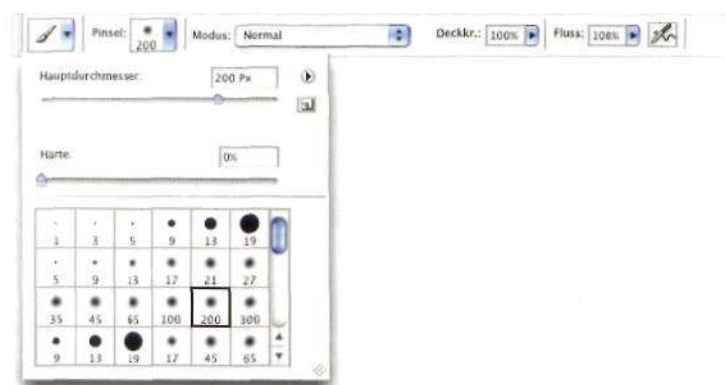 Pinsel: 200 Modus: Normal Deckkr.: 100% Fluss: 100%
Hauptdurchmesser: 200 Px
Härte: 0%
1 3 5 9 13 19
5 9 13 17 21 27
35 45 65 100 200 300
9 13 19 17 45 65